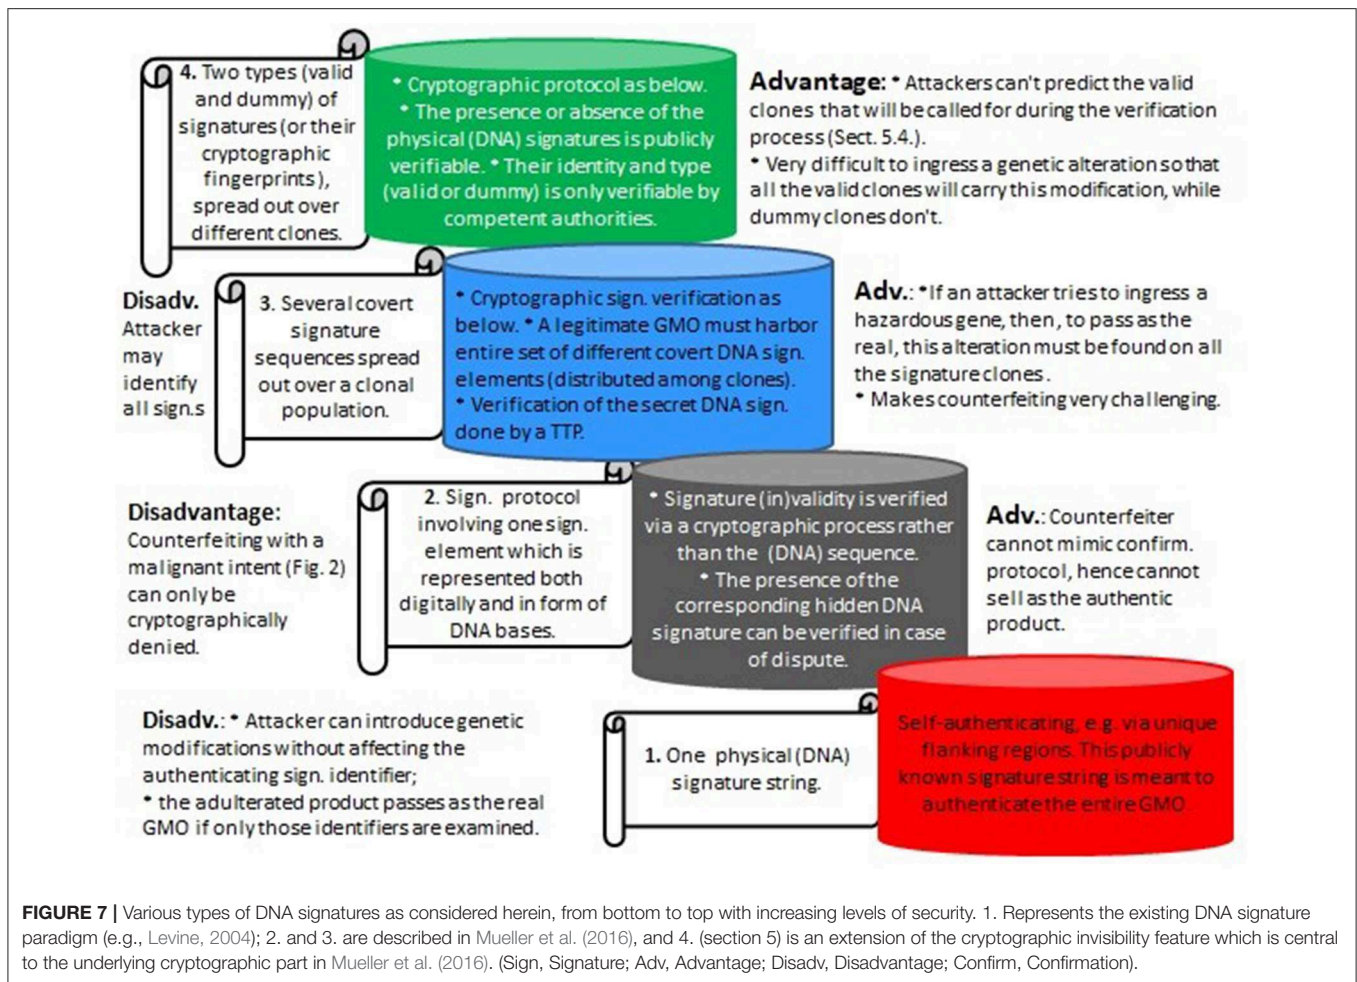 4. Two types (valid
and dummy) of
signatures (or their
cryptographic
fingerprints),
spread out over
different clones.
* Cryptographic protocol as below.
* The presence or absence of the
physical (DNA) signatures is publicly
verifiable. * Their identity and type
(valid or dummy) is only verifiable by
competent authorities.
Advantage: * Attackers can't predict the valid
clones that will be called for during the verification
process (Sect. 5.4.).
* Very difficult to ingress a genetic alteration so that
all the valid clones will carry this modification, while
dummy clones don't.
Disadv.
Attacker
may
identify
all sign.s
3. Several covert
signature
sequences spread
out over a clonal
population.
* Cryptographic sign. verification as
below. * A legitimate GMO must harbor
entire set of different covert DNA sign.
elements (distributed among clones).
* Verification of the secret DNA sign.
done by a TTP.
Adv.: *If an attacker tries to ingress a
hazardous gene, then, to pass as the
real, this alteration must be found on all
the signature clones.
* Makes counterfeiting very challenging.
Disadvantage:
Counterfeiting with a
malignant intent (Fig. 2)
can only be
cryptographically
denied.
2. Sign. protocol
involving one sign.
element which is
represented both
digitally and in form of
DNA bases.
* Signature (in)validity is verified
via a cryptographic process rather
than the (DNA) sequence.
* The presence of the
corresponding hidden DNA
signature can be verified in case
of dispute.
Adv.: Counterfeiter
cannot mimic confirm.
protocol, hence cannot
sell as the authentic
product.
Disadv.: * Attacker can introduce genetic
modifications without affecting the
authenticating sign. identifier;
* the adulterated product passes as the real
GMO if only those identifiers are examined.
1. One physical (DNA)
signature string.
Self-authenticating, e.g. via unique
flanking regions. This publicly
known signature string is meant to
authenticate the entire GMO.
FIGURE 7 | Various types of DNA signatures as considered herein, from bottom to top with increasing levels of security. 1. Represents the existing DNA signature
paradigm (e.g., Levine, 2004); 2. and 3. are described in Mueller et al. (2016), and 4. (section 5) is an extension of the cryptographic invisibility feature which is central
to the underlying cryptographic part in Mueller et al. (2016). (Sign, Signature; Adv, Advantage; Disadv, Disadvantage; Confirm, Confirmation).